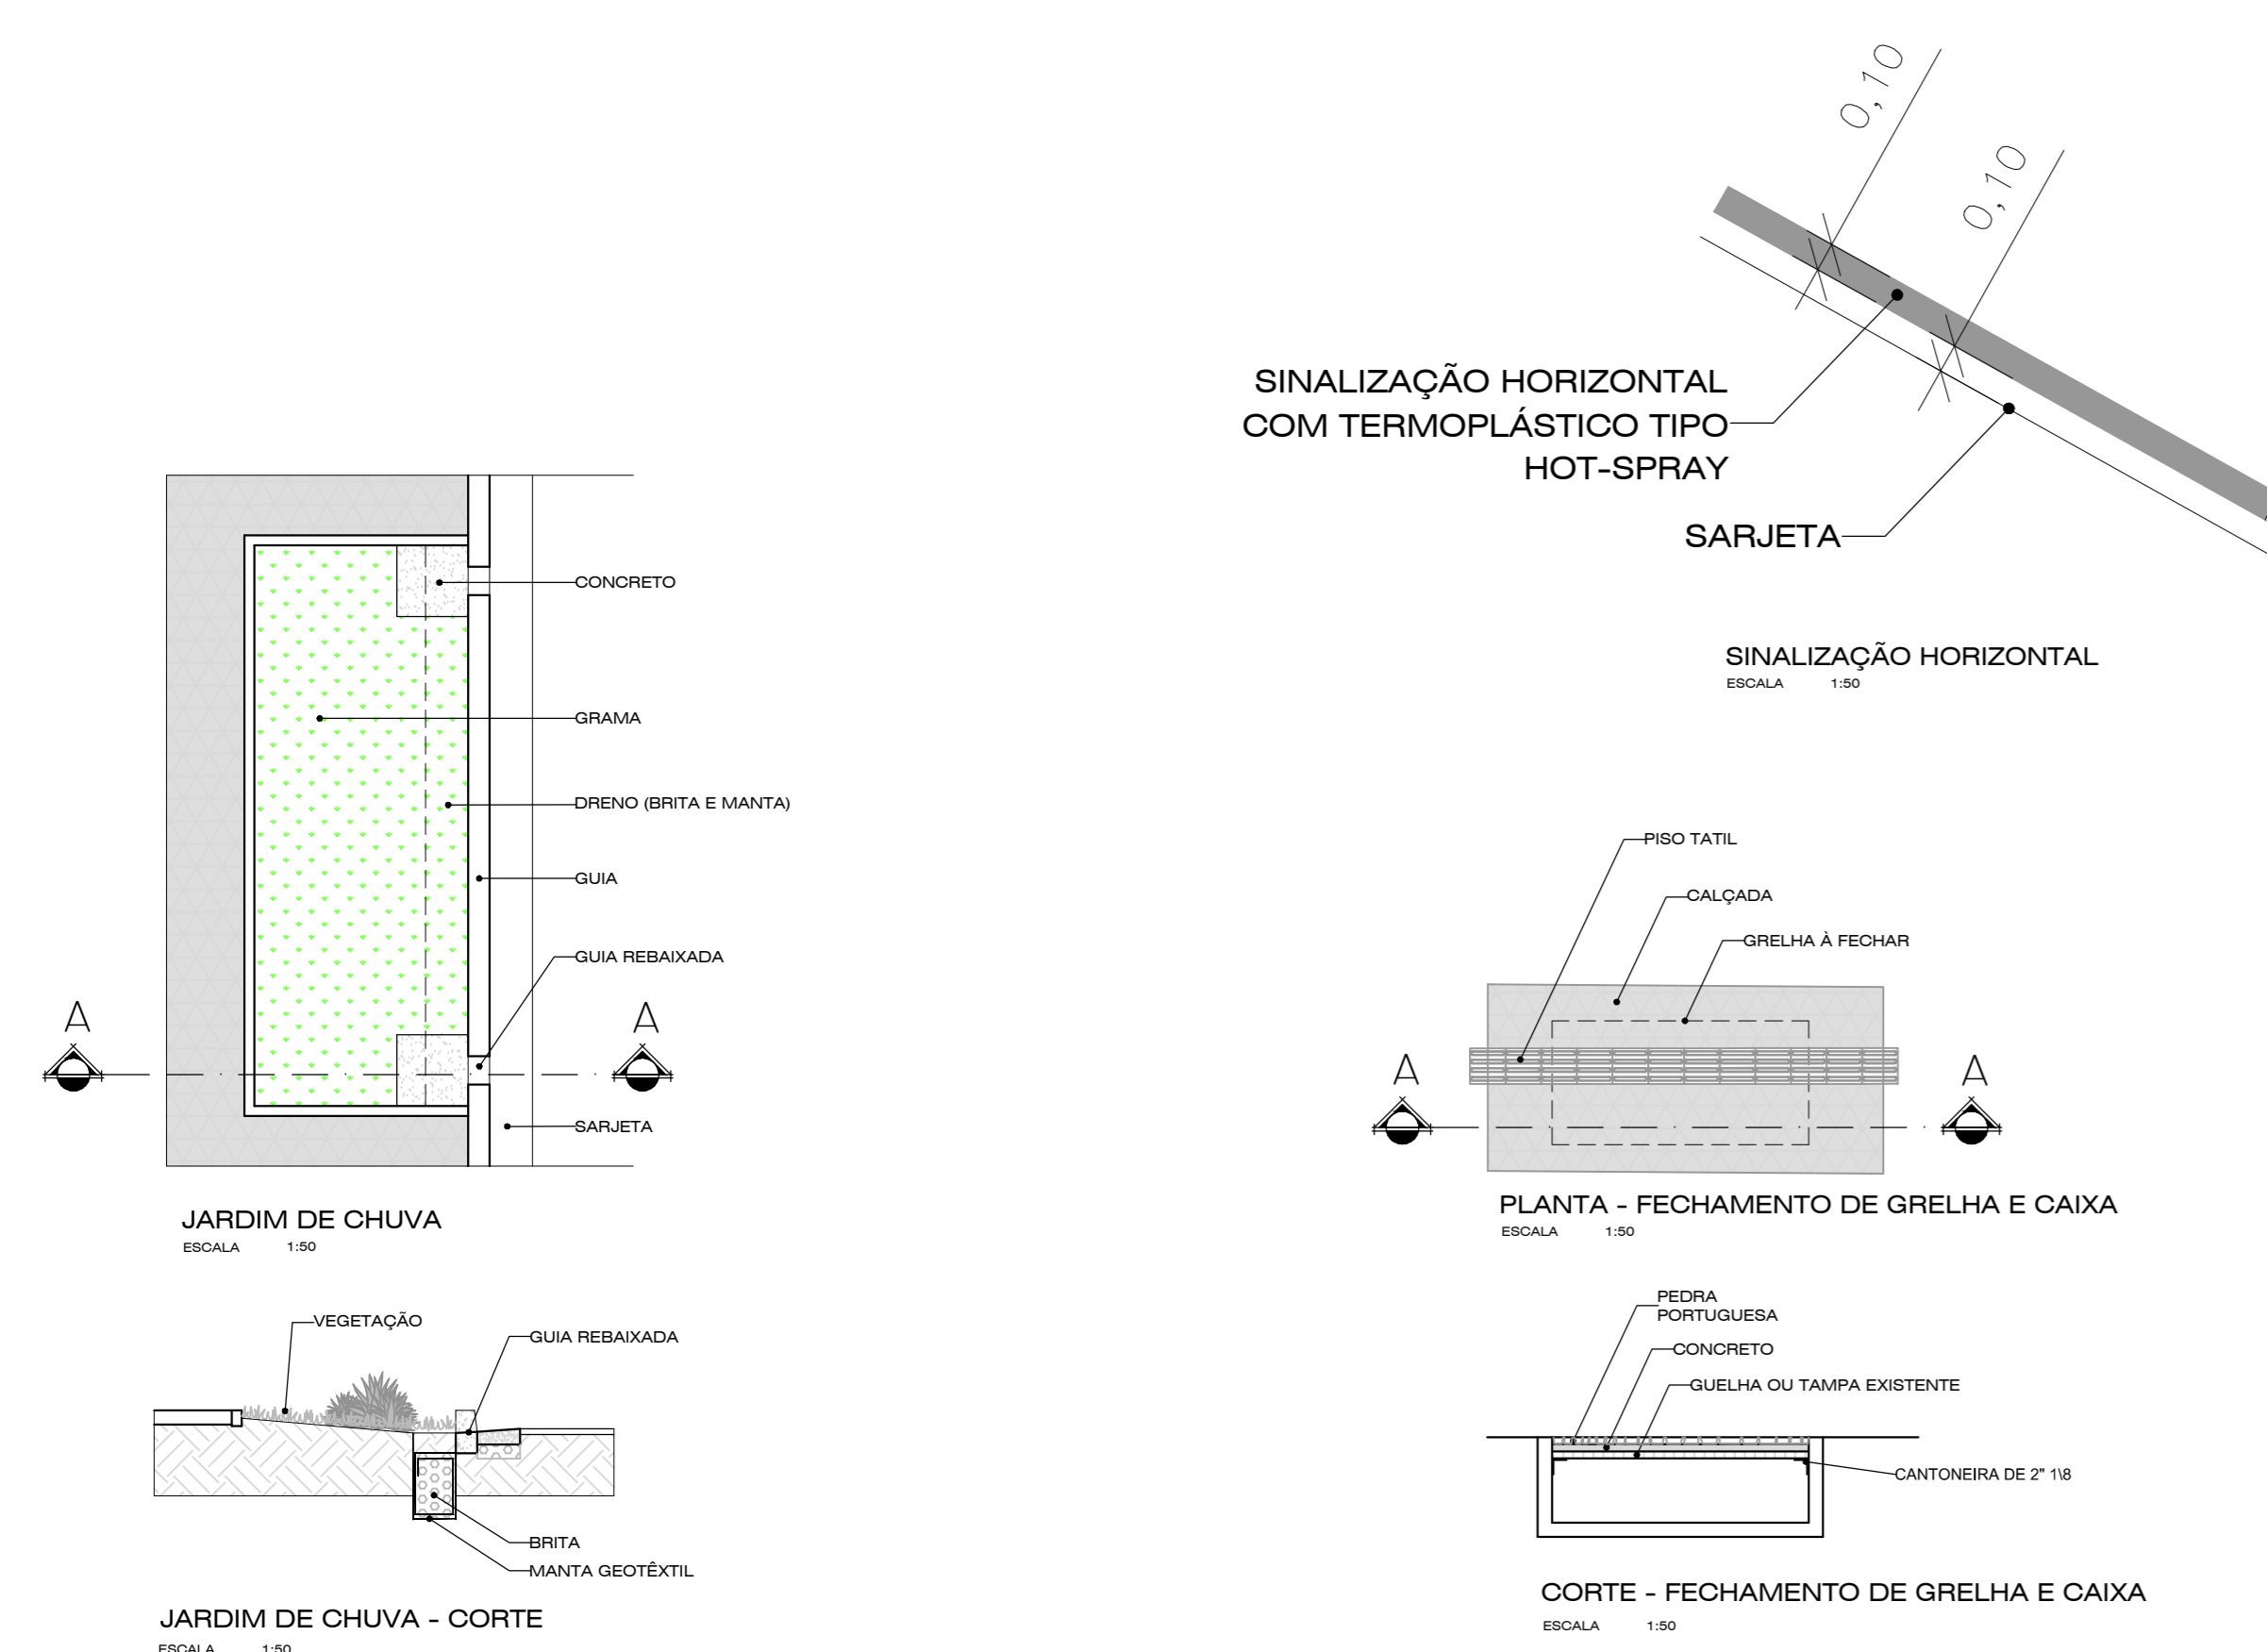 0,10
0,10
SINALIZAÇÃO HORIZONTAL
COM TERMOPLÁSTICO TIPO
HOT-SPRAY
SARJETA
SINALIZAÇÃO HORIZONTAL
ESCALA 1:50
CONCRETO
GRAMA
DRENO (BRITA E MANTA)
GUIA
GUIA REBAIXADA
A A
SARJETA
JARDIM DE CHUVA
ESCALA 1:50
VEGETAÇÃO
GUIA REBAIXADA
BRITA
MANTA GEOTÊXTIL
JARDIM DE CHUVA - CORTE
ESCALA 1:50
PISO TATIL
CALÇADA
GRELHA À FECHAR
A A
PLANTA - FECHAMENTO DE GRELHA E CAIXA
ESCALA 1:50
PEDRA
PORTUGUESA
CONCRETO
GUELHA OU TAMPA EXISTENTE
CANTONEIRA DE 2" 1\8
CORTE - FECHAMENTO DE GRELHA E CAIXA
ESCALA 1:50